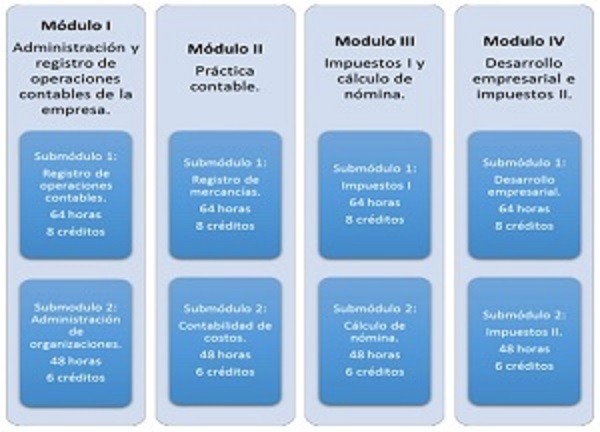 Módulo I
Administración y
registro de
operaciones
contables de la
empresa.
Submódulo 1:
Registro de
operaciones
contables.
64 horas
8 créditos
Submodulo 2:
Administración
de
organizaciones.
48 horas
6 créditos
Módulo II
Práctica
contable.
Submódulo 1:
Registro de
mercancías.
64 horas
8 créditos
Submódulo 2:
Contabilidad de
costos.
48 horas
6 créditos
Modulo III
Impuestos I y
cálculo de
nómina.
Submódulo 1:
Impuestos I
64 horas
8 créditos
Submódulo 2:
Cálculo de
nómina.
48 horas
6 créditos
Modulo IV
Desarrollo
empresarial e
impuestos II.
Submódulo 1:
Desarrollo
empresarial.
64 horas
8 créditos
Submódulo 2:
Impuestos II.
48 horas
6 créditos